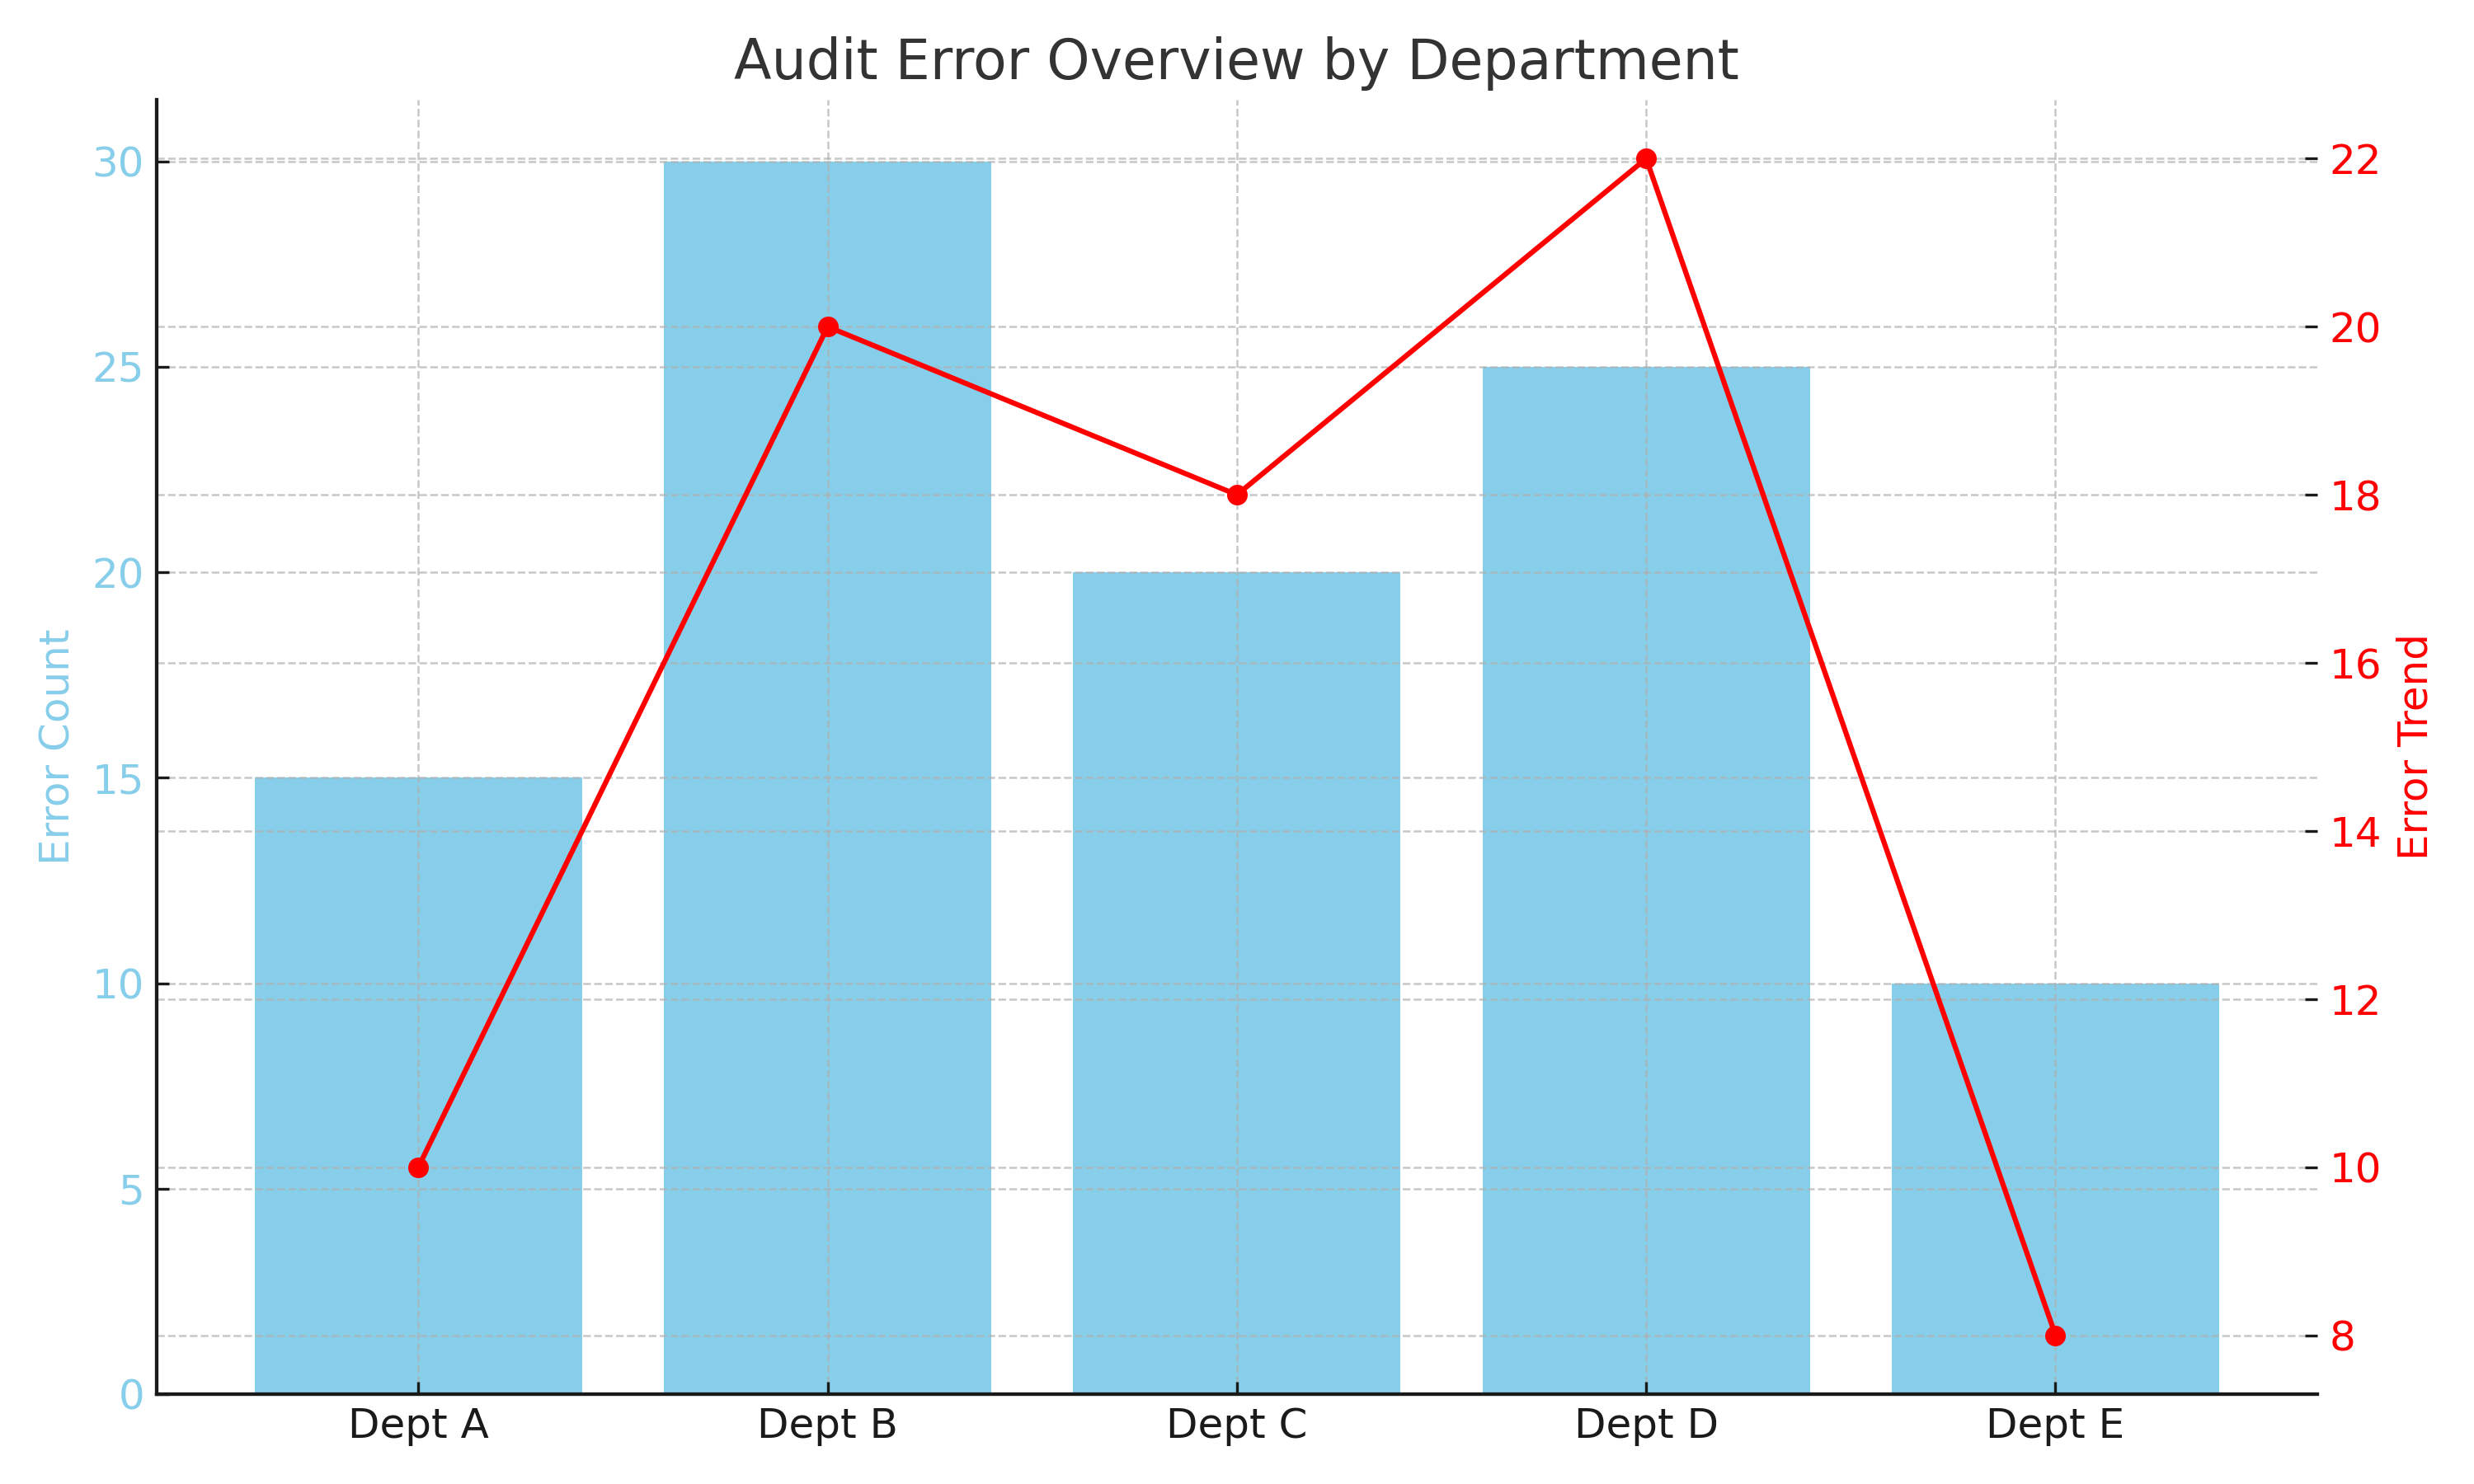 Audit Error Overview by Department
30
25
20
15
10
5
0
Error Count
22
20
18
16
14
12
10
8
Error Trend
Dept A
Dept B
Dept C
Dept D
Dept E